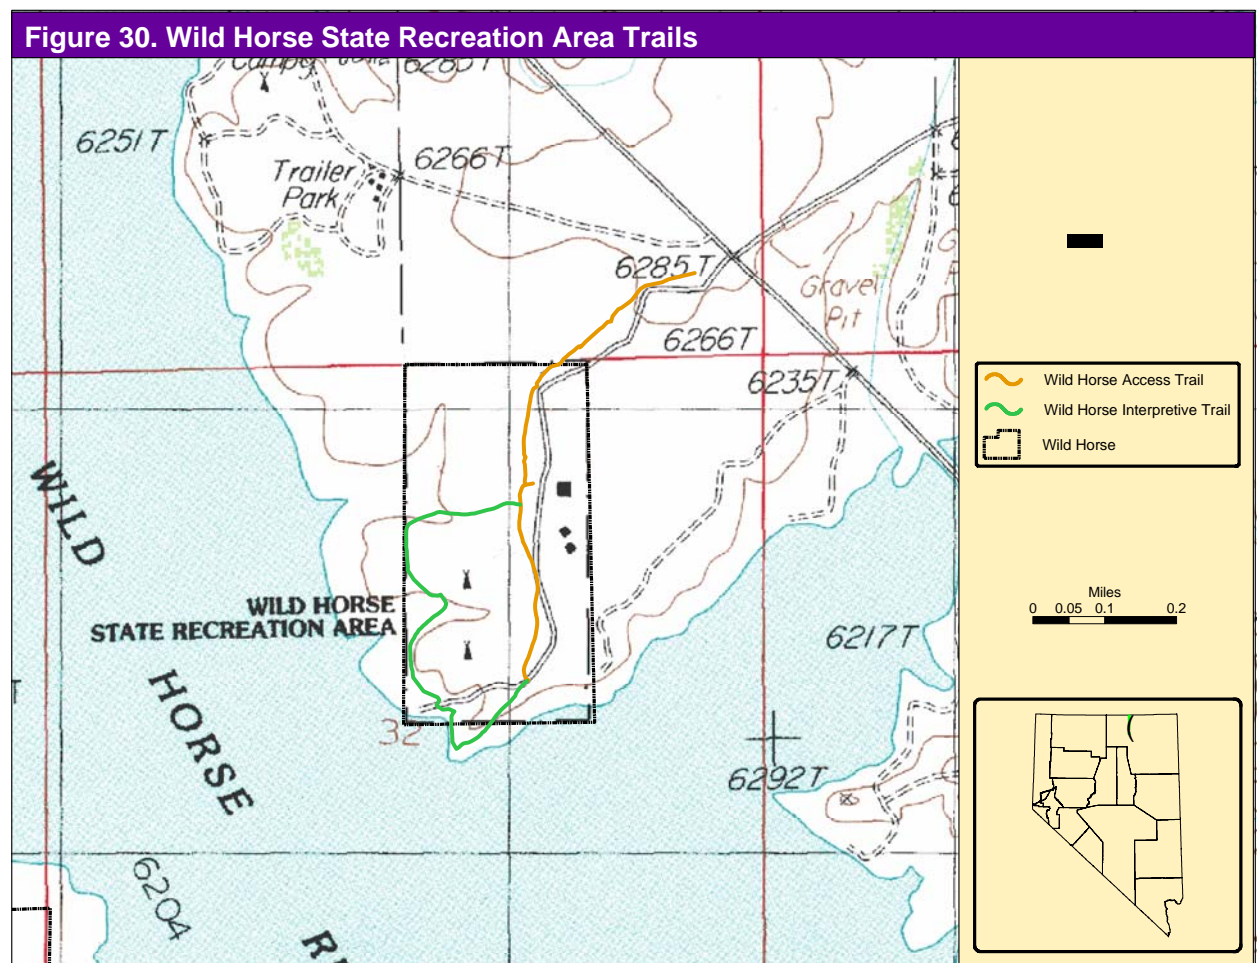 Figure 30. Wild Horse State Recreation Area Trails
6285T
6251T
6266T
Trailer
Park
6285T
Gravel
Pit
6266T
6235T
Wild Horse Access Trail
Wild Horse Interpretive Trail
Wild Horse
WILD
HORSE
WILD HORSE
STATE RECREATION AREA
6217T
32
6292T
6204
Miles
0 0.05 0.1 0.2